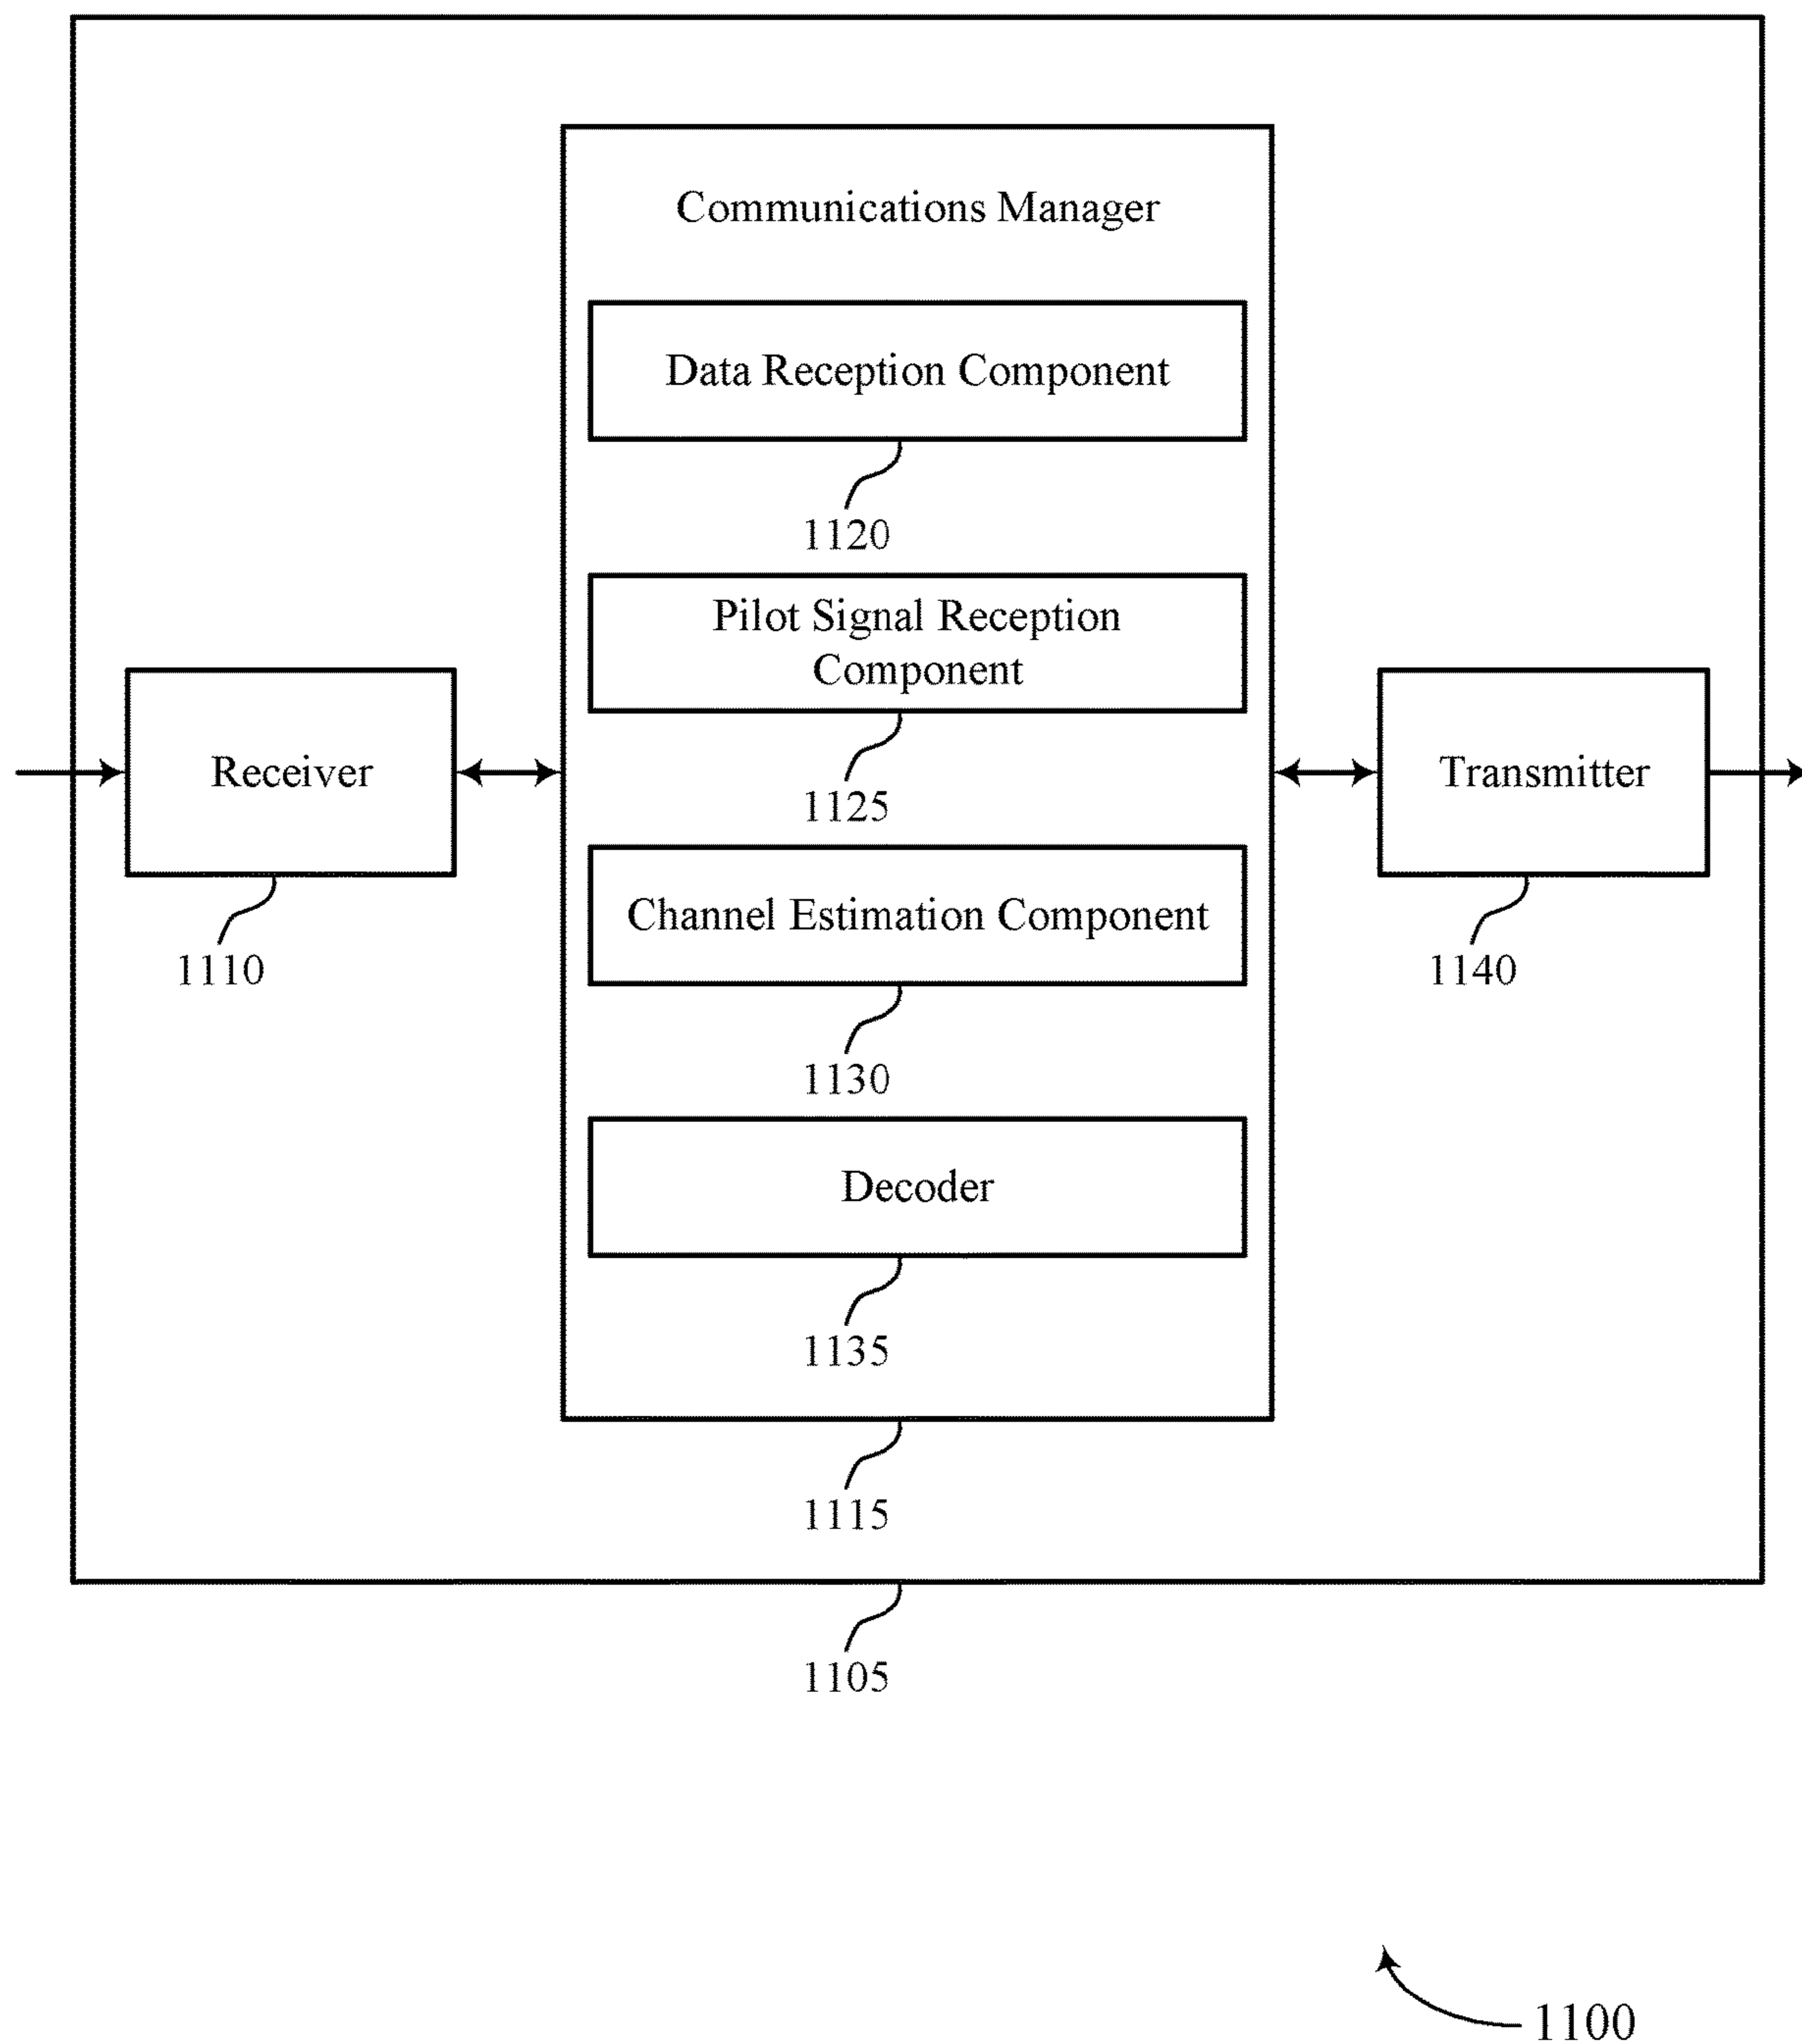 Communications Manager
Data Reception Component
1120
Pilot Signal Reception
Component
1125
Receiver
1110
Transmitter
1140
Channel Estimation Component
1130
Decoder
1135
1115
1105
1100